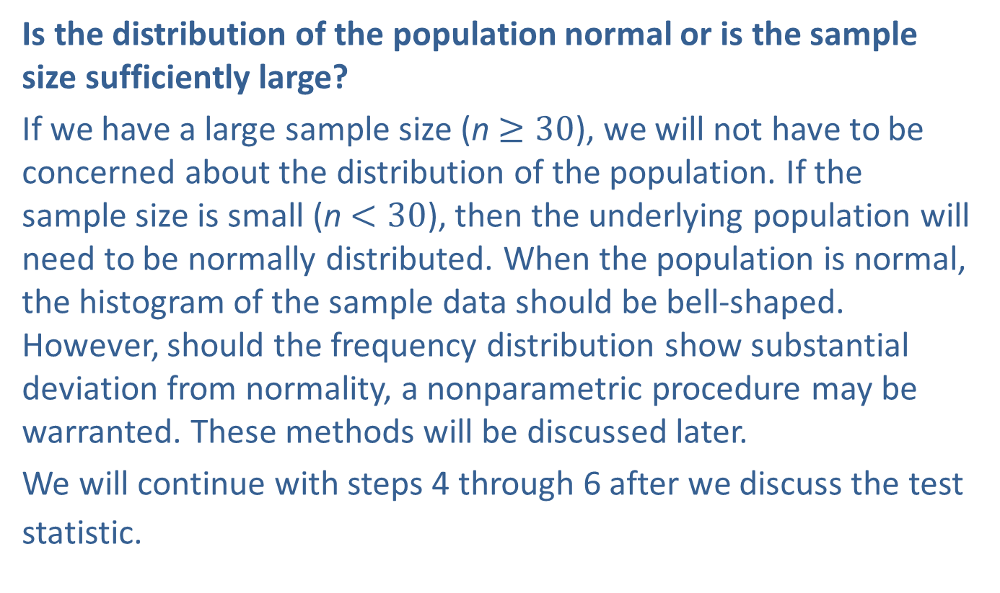 Is the distribution of the population normal or is the sample
size sufficiently large?
If we have a large sample size (n ≥ 30), we will not have to be
concerned about the distribution of the population. If the
sample size is small (n < 30), then the underlying population will
need to be normally distributed. When the population is normal,
the histogram of the sample data should be bell-shaped.
However, should the frequency distribution show substantial
deviation from normality, a nonparametric procedure may be
warranted. These methods will be discussed later.
We will continue with steps 4 through 6 after we discuss the test
statistic.